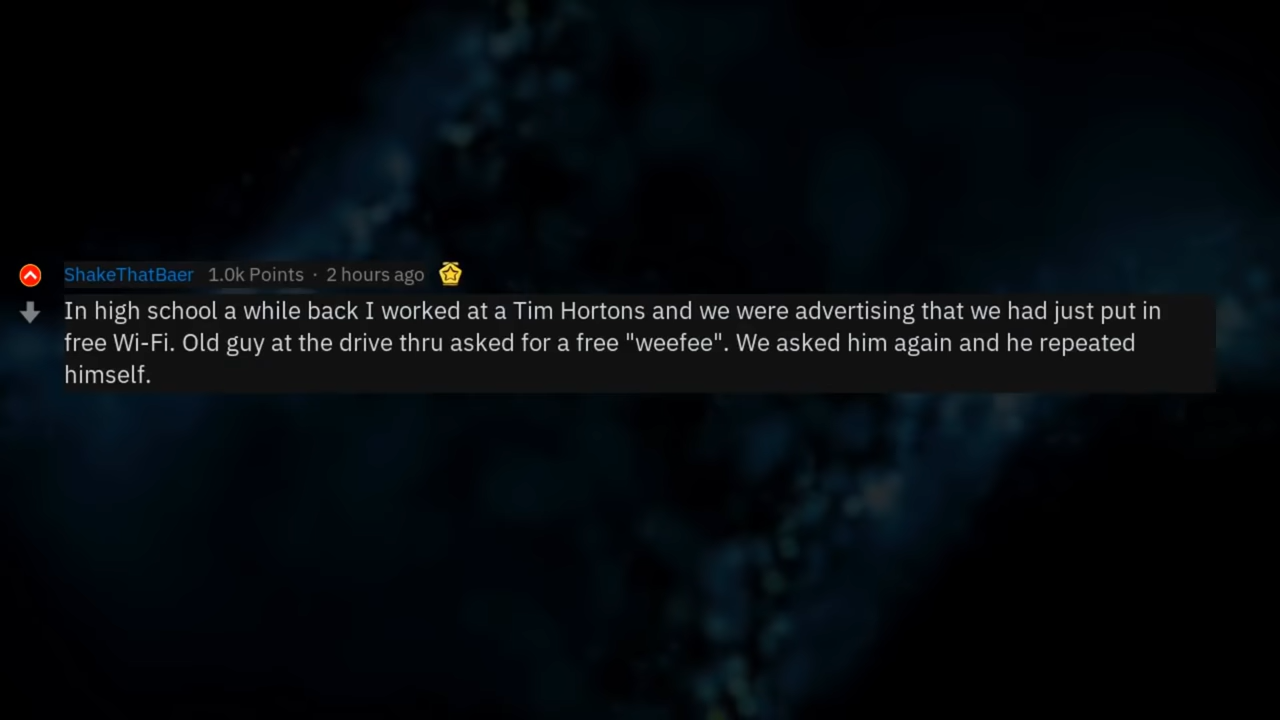 ShakeThatBaer 1.0k Points · 2 hours ago
In high school a while back I worked at a Tim Hortons and we were advertising that we had just put in
free Wi-Fi. Old guy at the drive thru asked for a free "weefee". We asked him again and he repeated
himself.